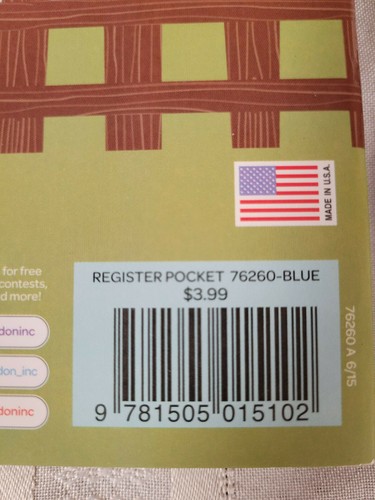 MADE IN U.S.A.
for free
contests,
d more!
doninc
don_inc
doninc
REGISTER POCKET 76260-BLUE
$3.99
9 781505 015102
76260 A 6/15